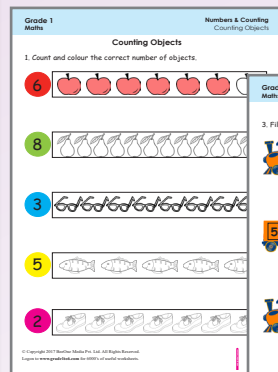 Grade 1
Maths
Numbers & Counting
Counting Objects
Counting Objects
1. Count and colour the correct number of objects.
6
8
3
5
2
© Copyright 2017 BeeOne Media Pvt. Ltd. All Rights Reserved.
Logon to www.grade1to6.com for 6000's of useful worksheets.
Grad
Maths
3. Fil
5